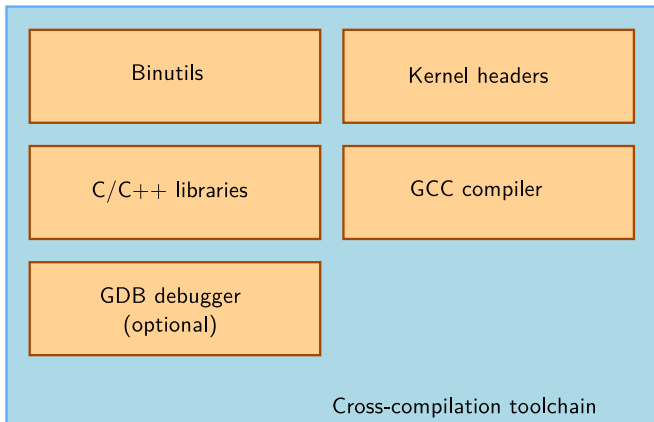 Binutils
Kernel headers
C/C++ libraries
GCC compiler
GDB debugger
(optional)
Cross-compilation toolchain